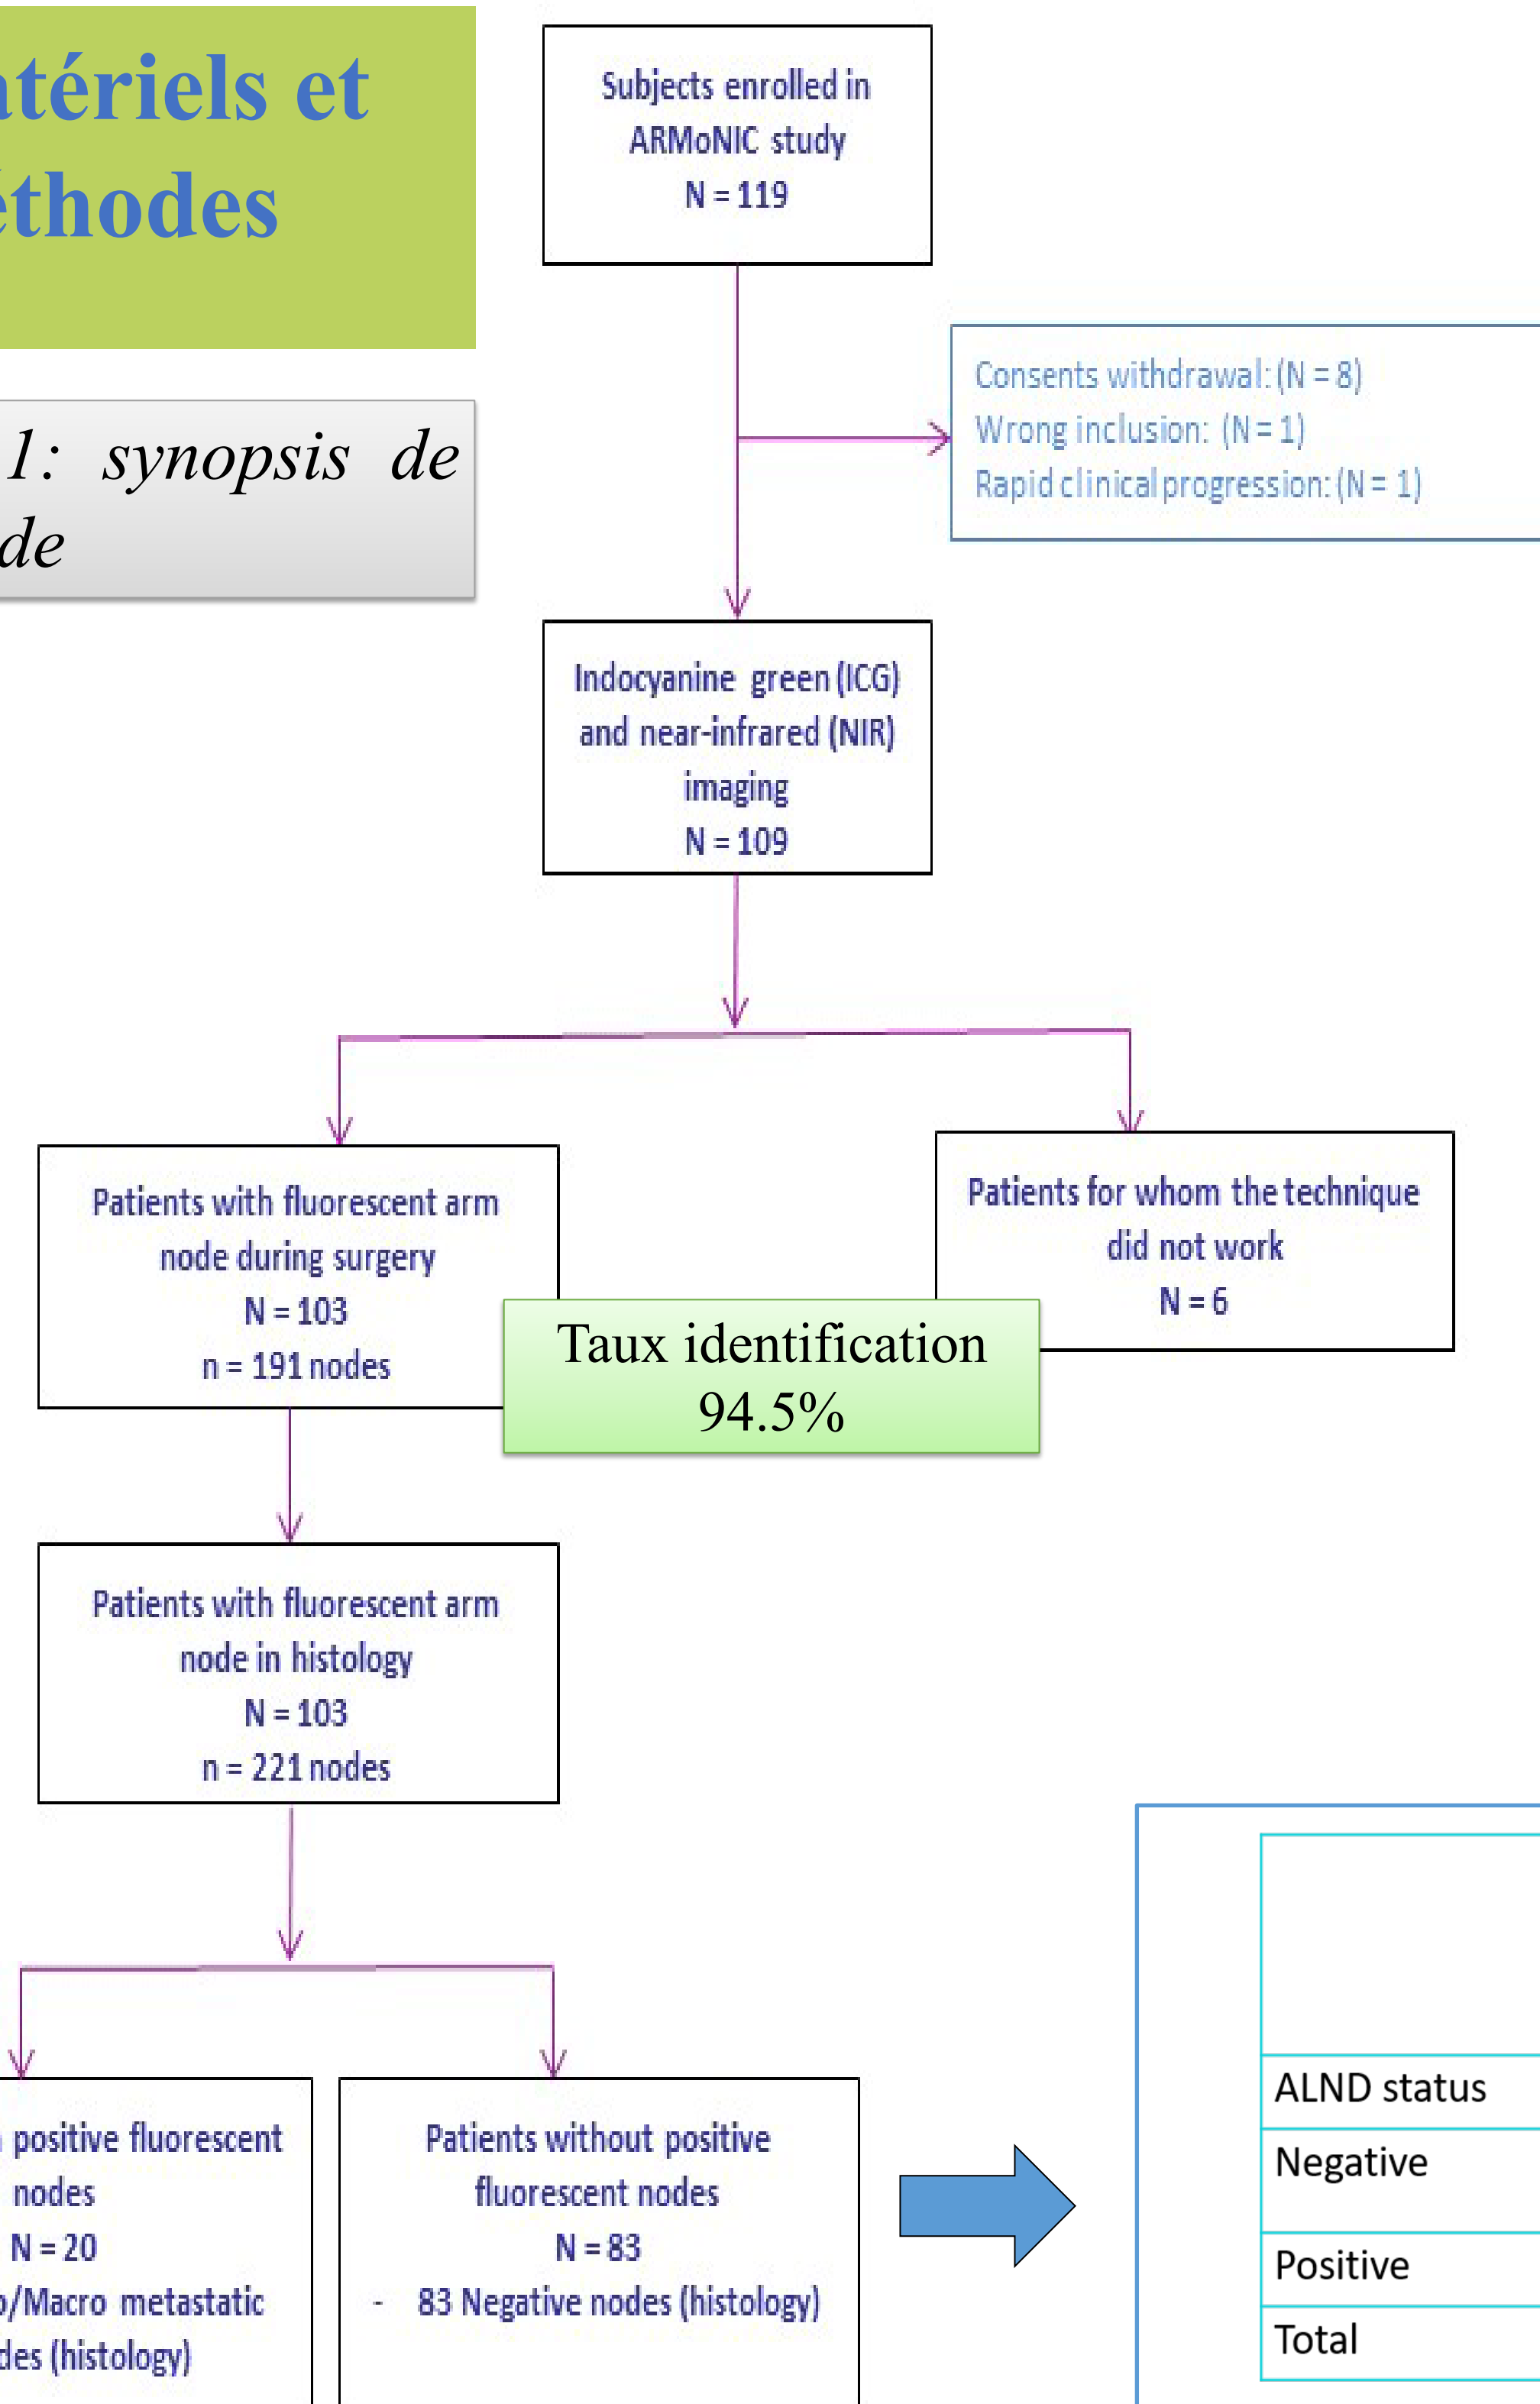 atériels et
éthodes
1: synopsis de
de
Subjects enrolled in
ARMoNIC study
N = 119
Consents withdrawal: (N = 8)
Wrong inclusion: (N = 1)
Rapid clinical progression: (N = 1)
Indocyanine green (ICG)
and near-infrared (NIR)
imaging
N = 109
Patients with fluorescent arm
node during surgery
N = 103
n = 191 nodes
Patients for whom the technique
did not work
N = 6
Taux identification
94.5%
Patients with fluorescent arm
node in histology
N = 103
n = 221 nodes
positive fluorescent
nodes
N = 20
o/Macro metastatic
des (histology)
Patients without positive
fluorescent nodes
N = 83
- 83 Negative nodes (histology)
ALND status
Negative
Positive
Total